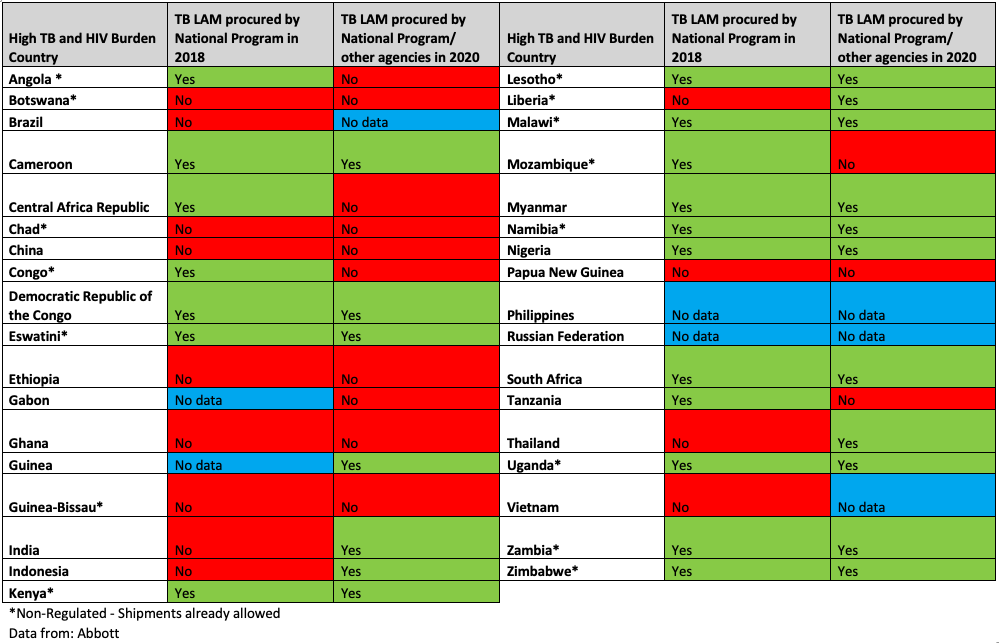 High TB and HIV Burden
Country
TB LAM procured by
National Program in
2018
TB LAM procured by
National Program/
other agencies in 2020
High TB and HIV Burden
Country
TB LAM procured by
National Program in
2018
TB LAM procured by
National Program/
other agencies in 2020
Angola * Yes No Lesotho* Yes Yes
Botswana* No No Liberia* No Yes
Brazil No No data Malawi* Yes Yes
Cameroon Yes Yes Mozambique* Yes No
Central Africa Republic Yes No Myanmar Yes Yes
Chad* No No Namibia* Yes Yes
China No No Nigeria Yes Yes
Congo* Yes No Papua New Guinea No No
Democratic Republic of
the Congo Yes Yes Philippines No data No data
Eswatini* Yes Yes Russian Federation No data No data
Ethiopia No No South Africa Yes Yes
Gabon No data No Tanzania Yes No
Ghana No No Thailand No Yes
Guinea No data Yes Uganda* Yes Yes
Guinea-Bissau* No No Vietnam No No data
India No Yes Zambia* Yes Yes
Indonesia No Yes Zimbabwe* Yes Yes
Kenya* Yes Yes
*Non-Regulated - Shipments already allowed
Data from: Abbott